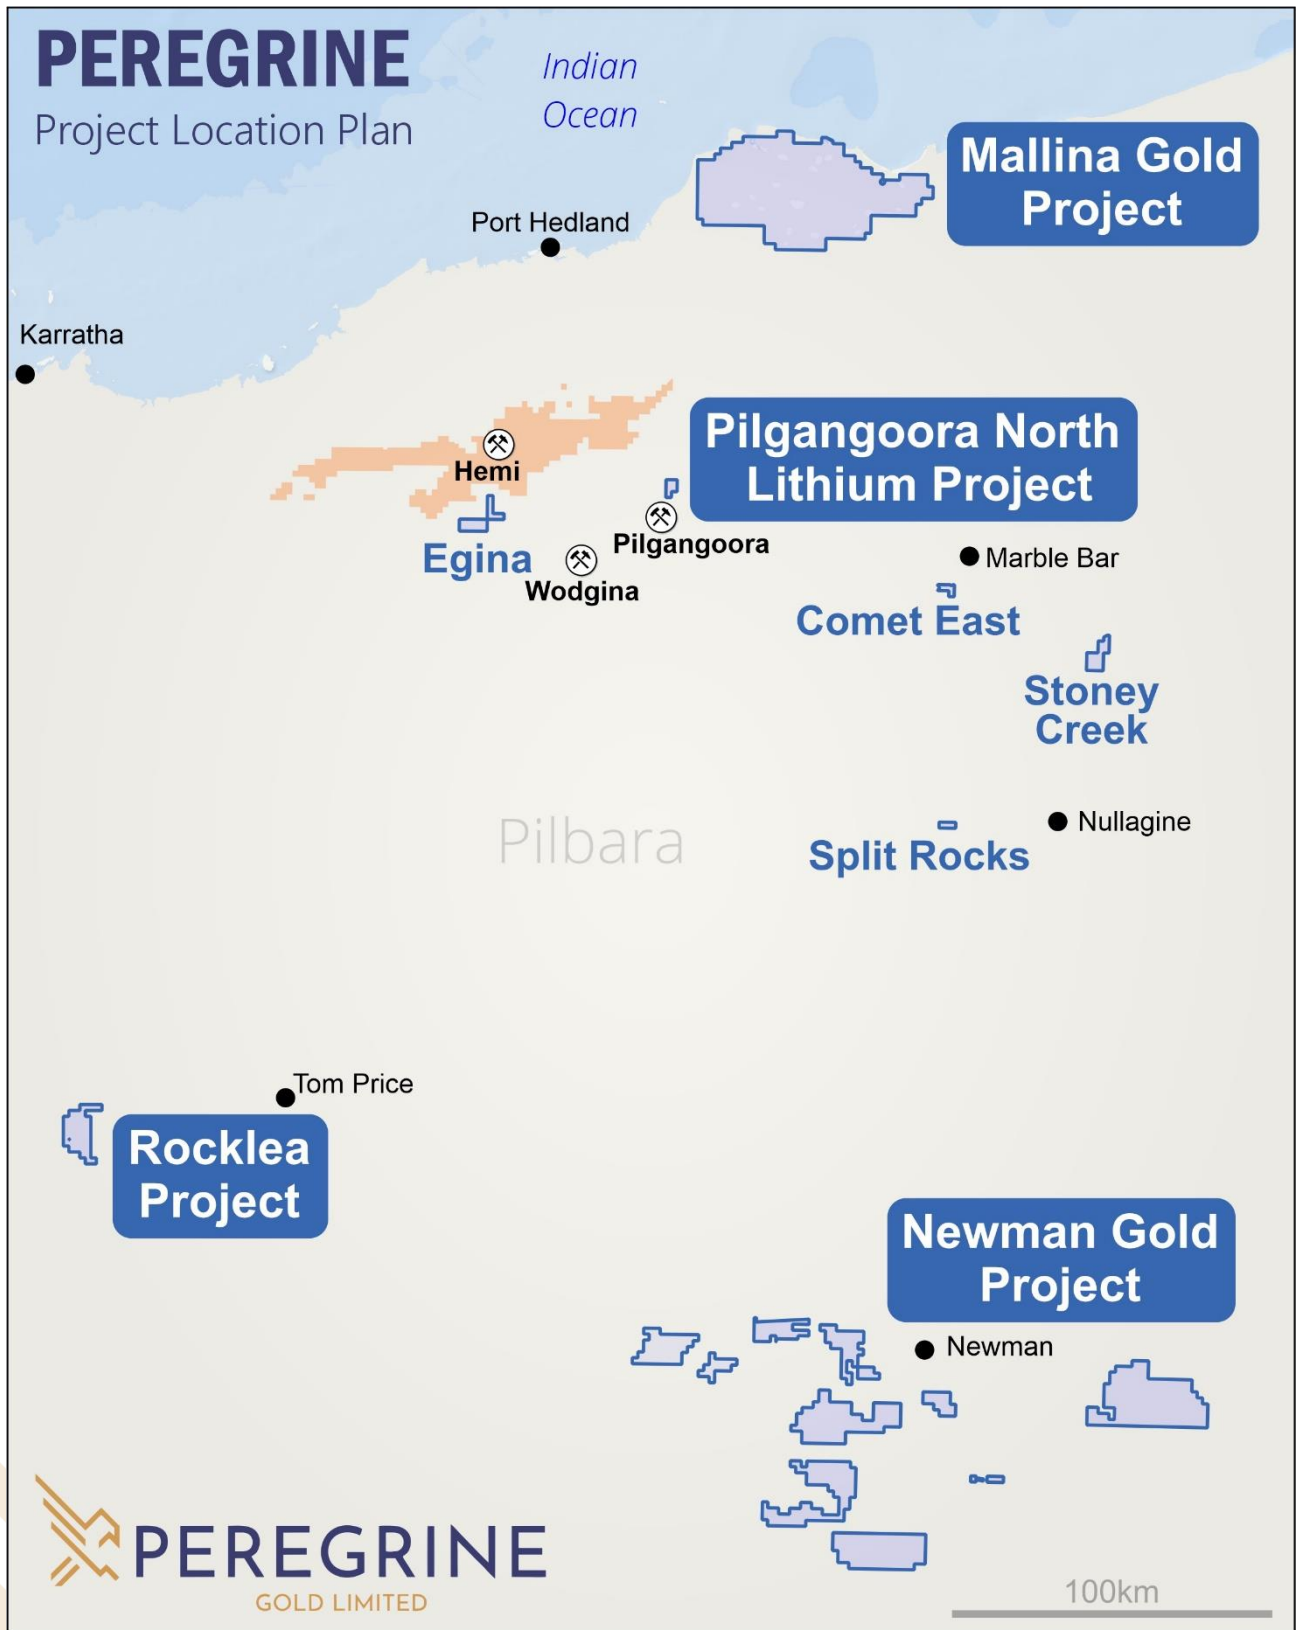 PEREGRINE
Project Location Plan
Indian
Ocean
Mallina Gold
Project
Port Hedland
Karratha
Pilgangoora North
Lithium Project
Hemi
Egina
Pilgangoora
Wodgina
Marble Bar
Comet East
Stoney
Creek
Pilbara
Nullagine
Split Rocks
Tom Price
Rocklea
Project
Newman Gold
Project
Newman
PEREGRINE
GOLD LIMITED
100km